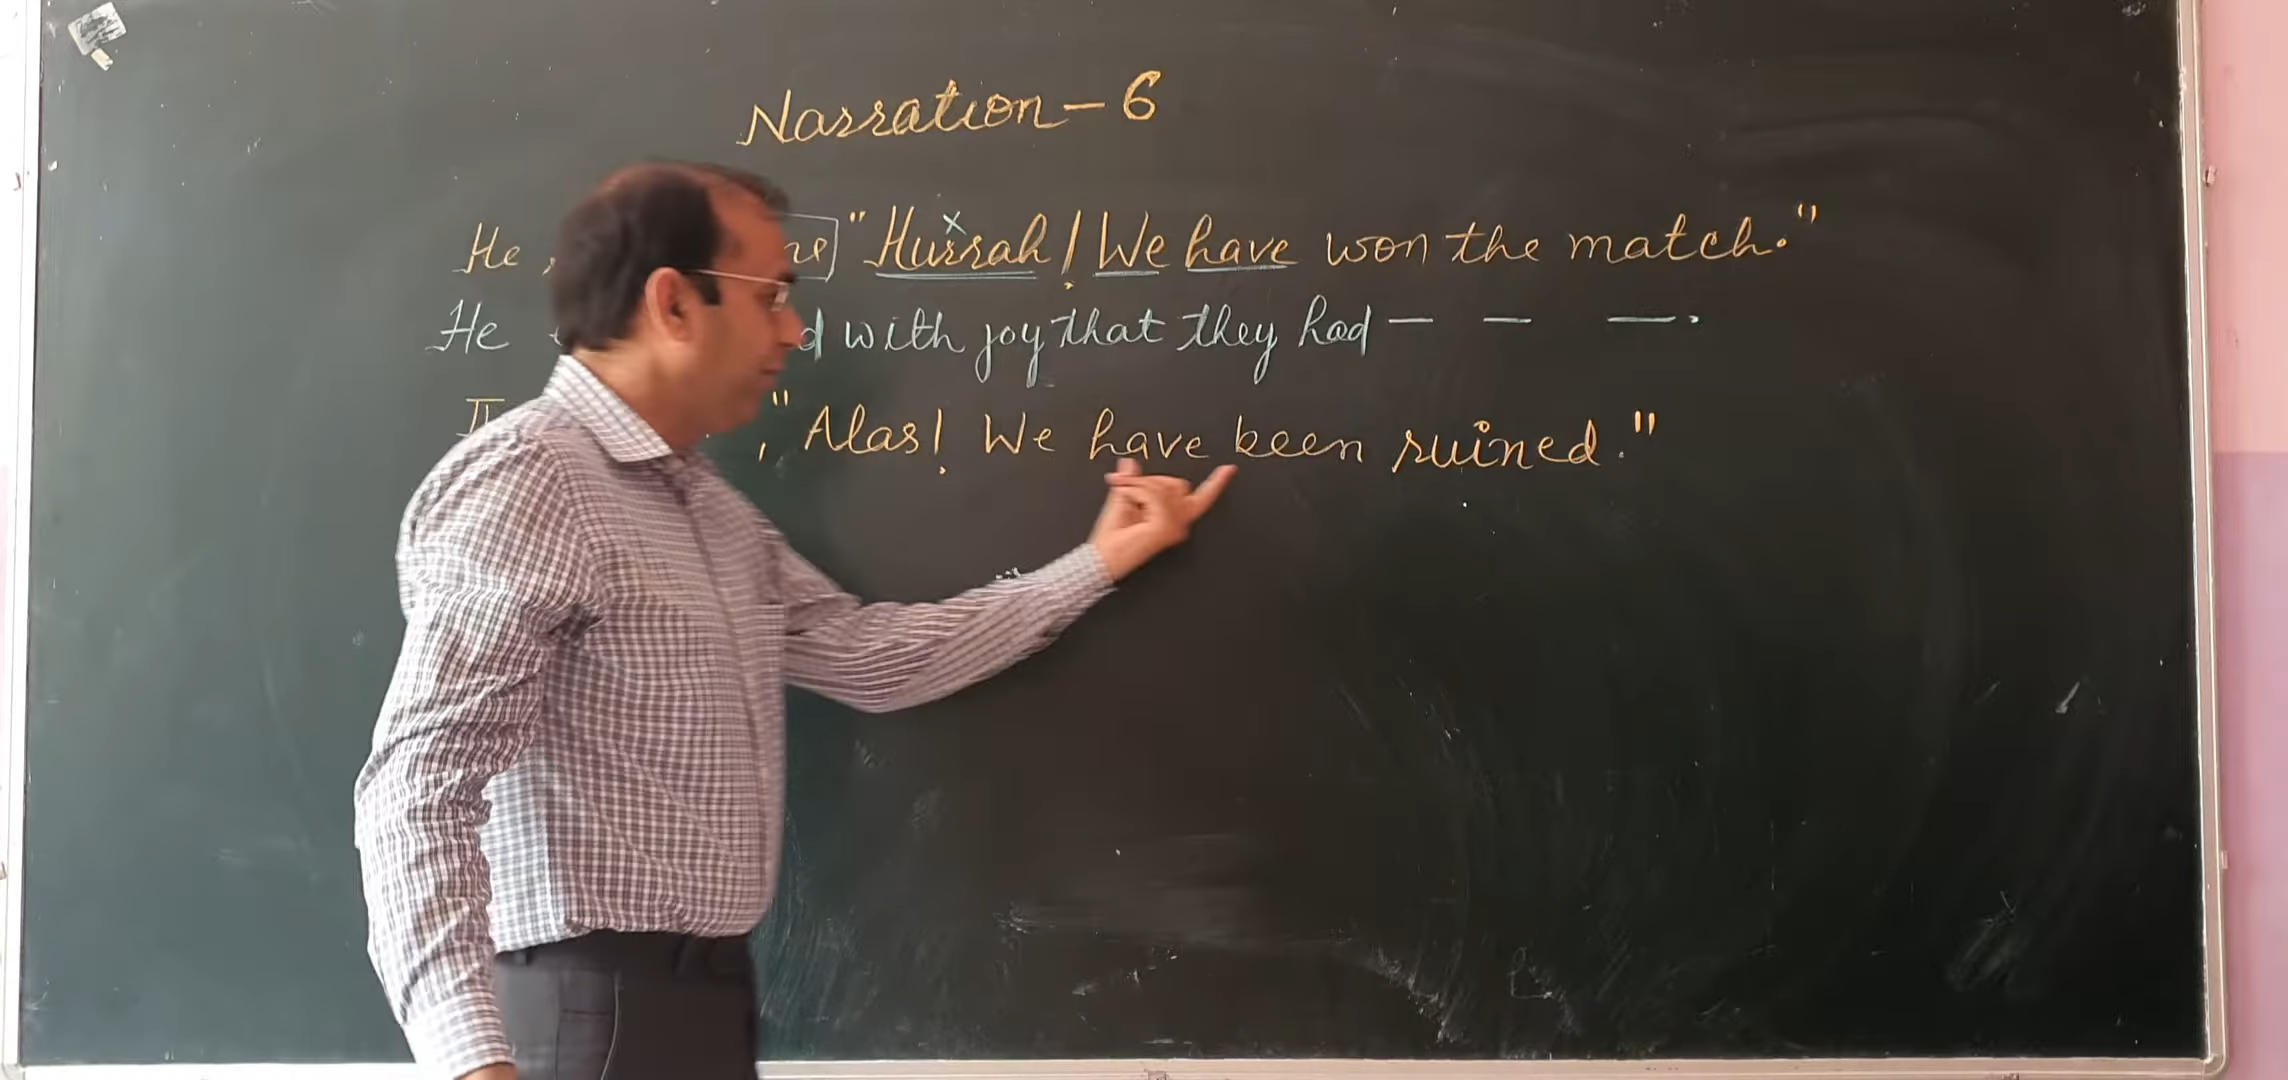 Narration - 6
He , "Hurrah! We have won the match."
He with joy that they had — — —.
, "Alas! We have been ruined."